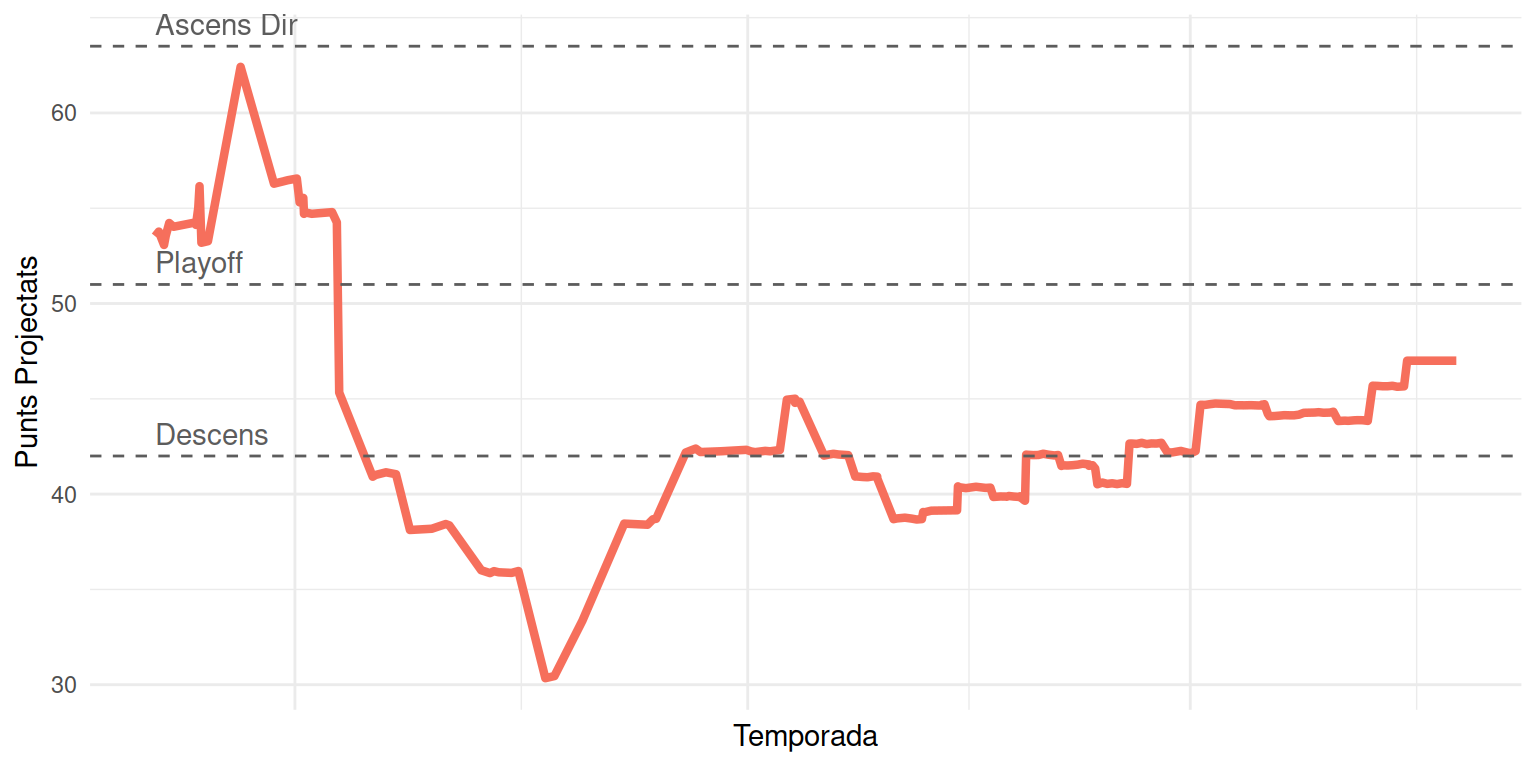 Ascens Dir
60
Playoff
50
Descens
40
30
Punts Projectats
Temporada